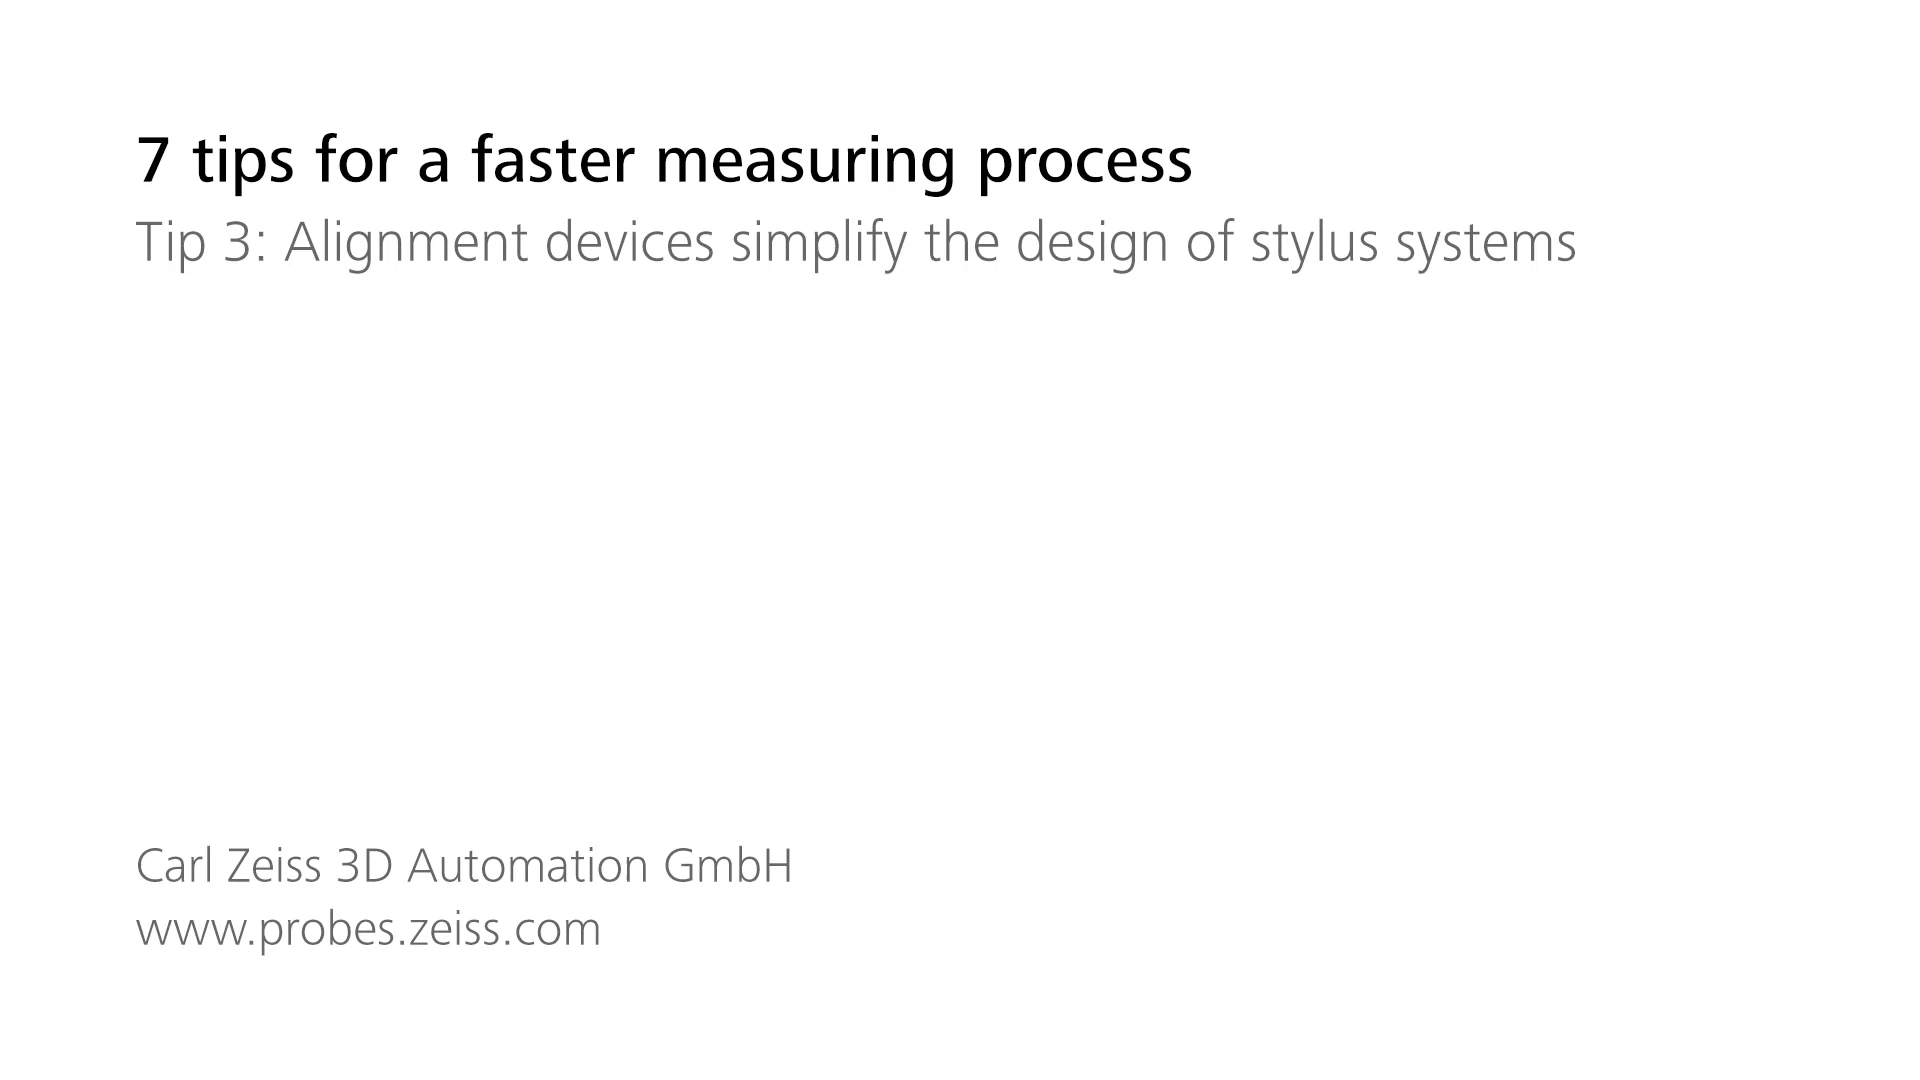 7 tips for a faster measuring process
Tip 3: Alignment devices simplify the design of stylus systems
Carl Zeiss 3D Automation GmbH
www.probes.zeiss.com